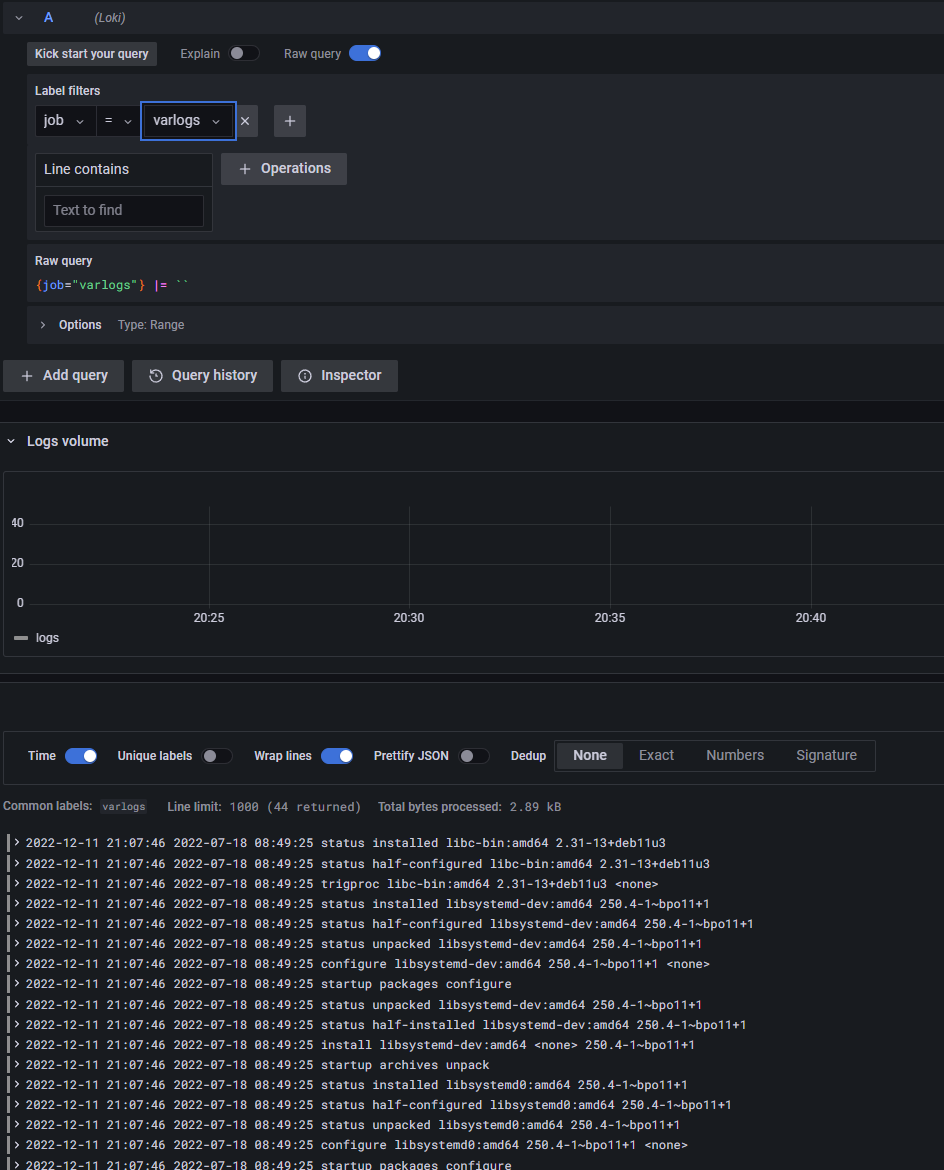 A (Loki)
Kick start your query Explain Raw query
Label filters
job = varlogs × +
Line contains + Operations
Text to find
Raw query
{job="varlogs"} |= ``
Options Type: Range
+ Add query Query history Inspector
Logs volume
40
20
0
20:25 20:30 20:35 20:40
logs
Time Unique labels Wrap lines Prettify JSON Dedup None Exact Numbers Signature
Common labels: varlogs Line limit: 1000 (44 returned) Total bytes processed: 2.89 kB
> 2022-12-11 21:07:46 2022-07-18 08:49:25 status installed libc-bin:amd64 2.31-13+deb11u3
> 2022-12-11 21:07:46 2022-07-18 08:49:25 status half-configured libc-bin:amd64 2.31-13+deb11u3
> 2022-12-11 21:07:46 2022-07-18 08:49:25 trigproc libc-bin:amd64 2.31-13+deb11u3 <none>
> 2022-12-11 21:07:46 2022-07-18 08:49:25 status installed libsystemd-dev:amd64 250.4-1~bpo11+1
> 2022-12-11 21:07:46 2022-07-18 08:49:25 status half-configured libsystemd-dev:amd64 250.4-1~bpo11+1
> 2022-12-11 21:07:46 2022-07-18 08:49:25 status unpacked libsystemd-dev:amd64 250.4-1~bpo11+1
> 2022-12-11 21:07:46 2022-07-18 08:49:25 configure libsystemd-dev:amd64 250.4-1~bpo11+1 <none>
> 2022-12-11 21:07:46 2022-07-18 08:49:25 startup packages configure
> 2022-12-11 21:07:46 2022-07-18 08:49:25 status unpacked libsystemd-dev:amd64 250.4-1~bpo11+1
> 2022-12-11 21:07:46 2022-07-18 08:49:25 status half-installed libsystemd-dev:amd64 250.4-1~bpo11+1
> 2022-12-11 21:07:46 2022-07-18 08:49:25 install libsystemd-dev:amd64 <none> 250.4-1~bpo11+1
> 2022-12-11 21:07:46 2022-07-18 08:49:25 startup archives unpack
> 2022-12-11 21:07:46 2022-07-18 08:49:25 status installed libsystemd0:amd64 250.4-1~bpo11+1
> 2022-12-11 21:07:46 2022-07-18 08:49:25 status half-configured libsystemd0:amd64 250.4-1~bpo11+1
> 2022-12-11 21:07:46 2022-07-18 08:49:25 status unpacked libsystemd0:amd64 250.4-1~bpo11+1
> 2022-12-11 21:07:46 2022-07-18 08:49:25 configure libsystemd0:amd64 250.4-1~bpo11+1 <none>
> 2022-12-11 21:07:46 2022-07-18 08:49:25 startup packages configure